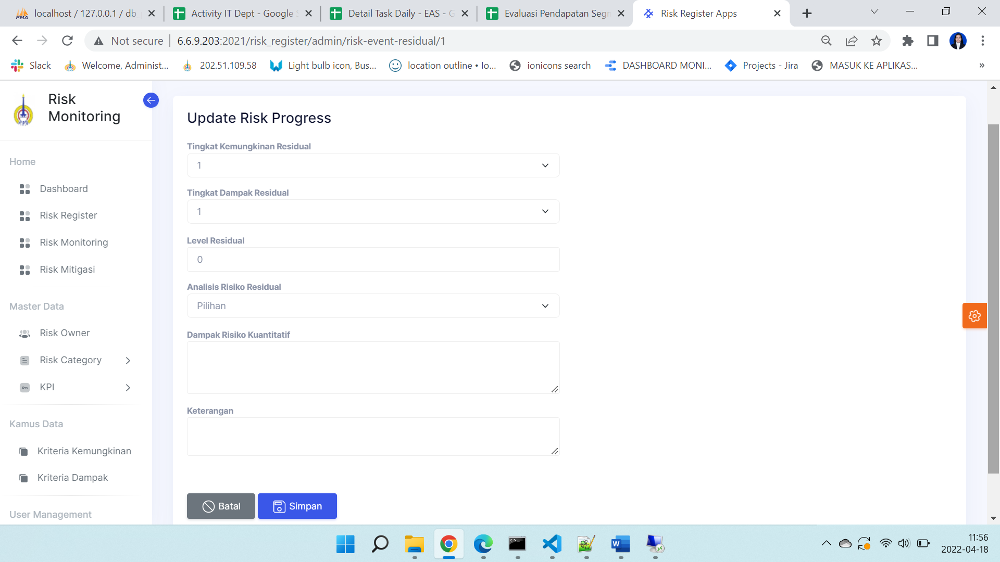 localhost / 127.0.0.1 / db_
Activity IT Dept - Google
Detail Task Daily - EAS - G
Evaluasi Pendapatan Segm
Risk Register Apps
Not secure
6.6.9.203:2021/risk_register/admin/risk-event-residual/1
Slack
Welcome, Administ...
202.51.109.58
Light bulb icon, Bus...
location outline • Io...
ionicons search
DASHBOARD MONI...
Projects - Jira
MASUK KE APLIKAS...
»
Risk
Monitoring
Home
Dashboard
Risk Register
Risk Monitoring
Risk Mitigasi
Master Data
Risk Owner
Risk Category
KPI
Kamus Data
Kriteria Kemungkinan
Kriteria Dampak
User Management
Update Risk Progress
Tingkat Kemungkinan Residual
1
Tingkat Dampak Residual
1
Level Residual
0
Analisis Risiko Residual
Pilihan
Dampak Risiko Kuantitatif
Keterangan
Batal
Simpan
11:56
2022-04-18